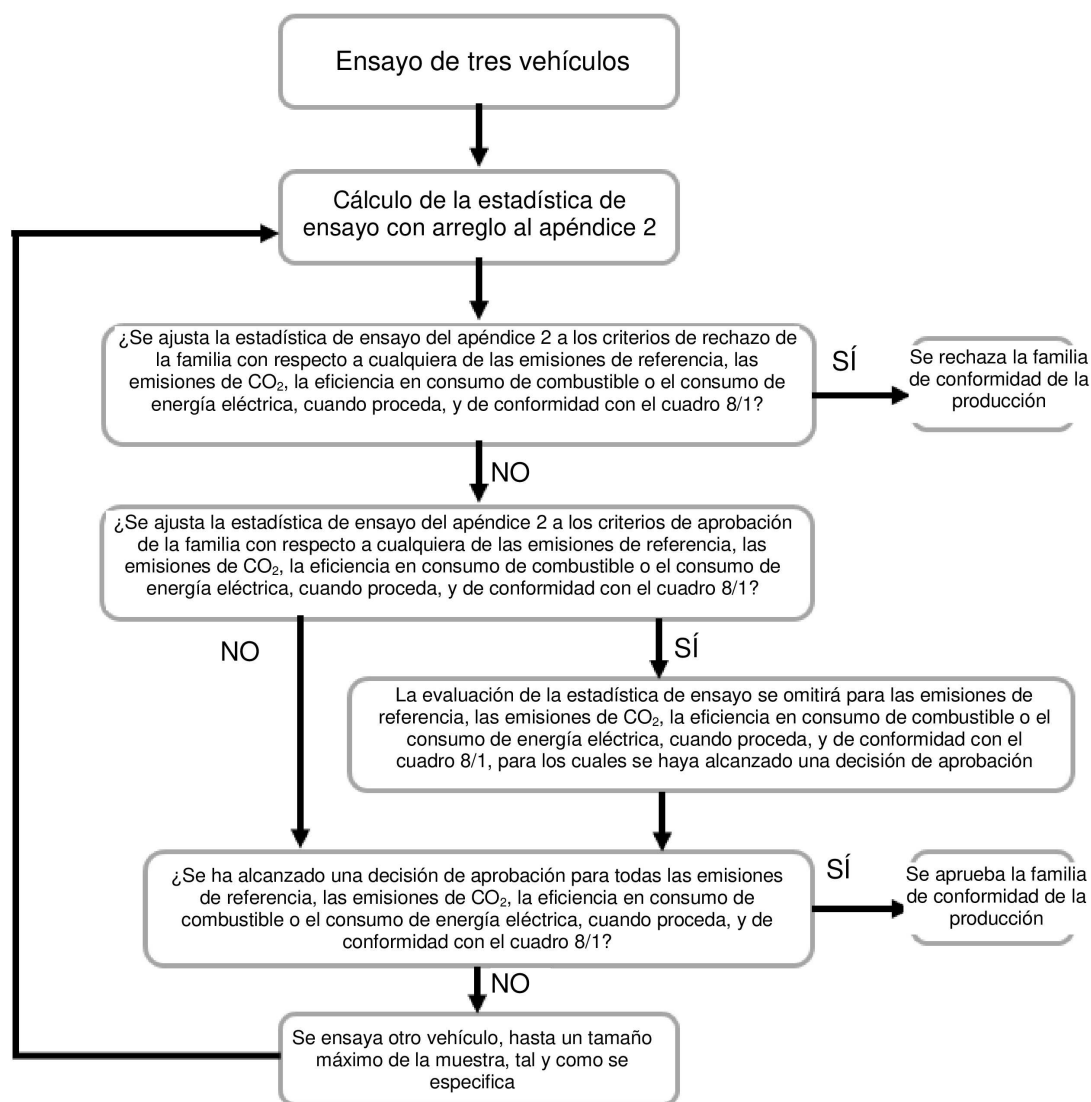 Ensayo de tres vehículos
Cálculo de la estadística de
ensayo con arreglo al apéndice 2
¿Se ajusta la estadística de ensayo del apéndice 2 a los criterios de rechazo de
la familia con respecto a cualquiera de las emisiones de referencia, las
emisiones de CO₂, la eficiencia en consumo de combustible o el consumo de
energía eléctrica, cuando proceda, y de conformidad con el cuadro 8/1?
SÍ
Se rechaza la familia
de conformidad de la
producción
NO
¿Se ajusta la estadística de ensayo del apéndice 2 a los criterios de aprobación
de la familia con respecto a cualquiera de las emisiones de referencia, las
emisiones de CO₂, la eficiencia en consumo de combustible o el consumo de
energía eléctrica, cuando proceda, y de conformidad con el cuadro 8/1?
NO
SÍ
La evaluación de la estadística de ensayo se omitirá para las emisiones de
referencia, las emisiones de CO₂, la eficiencia en consumo de combustible o el
consumo de energía eléctrica, cuando proceda, y de conformidad con el
cuadro 8/1, para los cuales se haya alcanzado una decisión de aprobación
¿Se ha alcanzado una decisión de aprobación para todas las emisiones
de referencia, las emisiones de CO₂, la eficiencia en consumo de
combustible o el consumo de energía eléctrica, cuando proceda, y de
conformidad con el cuadro 8/1?
SÍ
Se aprueba la familia
de conformidad de la
producción
NO
Se ensaya otro vehículo, hasta un tamaño
máximo de la muestra, tal y como se
especifica